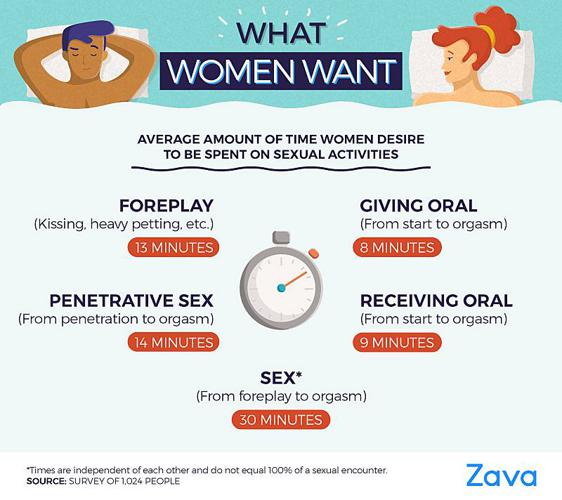 WHAT
WOMEN WANT
AVERAGE AMOUNT OF TIME WOMEN DESIRE
TO BE SPENT ON SEXUAL ACTIVITIES
FOREPLAY
(Kissing, heavy petting, etc.)
13 MINUTES
GIVING ORAL
(From start to orgasm)
8 MINUTES
PENETRATIVE SEX
(From penetration to orgasm)
14 MINUTES
RECEIVING ORAL
(From start to orgasm)
9 MINUTES
SEX*
(From foreplay to orgasm)
30 MINUTES
*Times are independent of each other and do not equal 100% of a sexual encounter.
SOURCE: SURVEY OF 1,024 PEOPLE
Zava